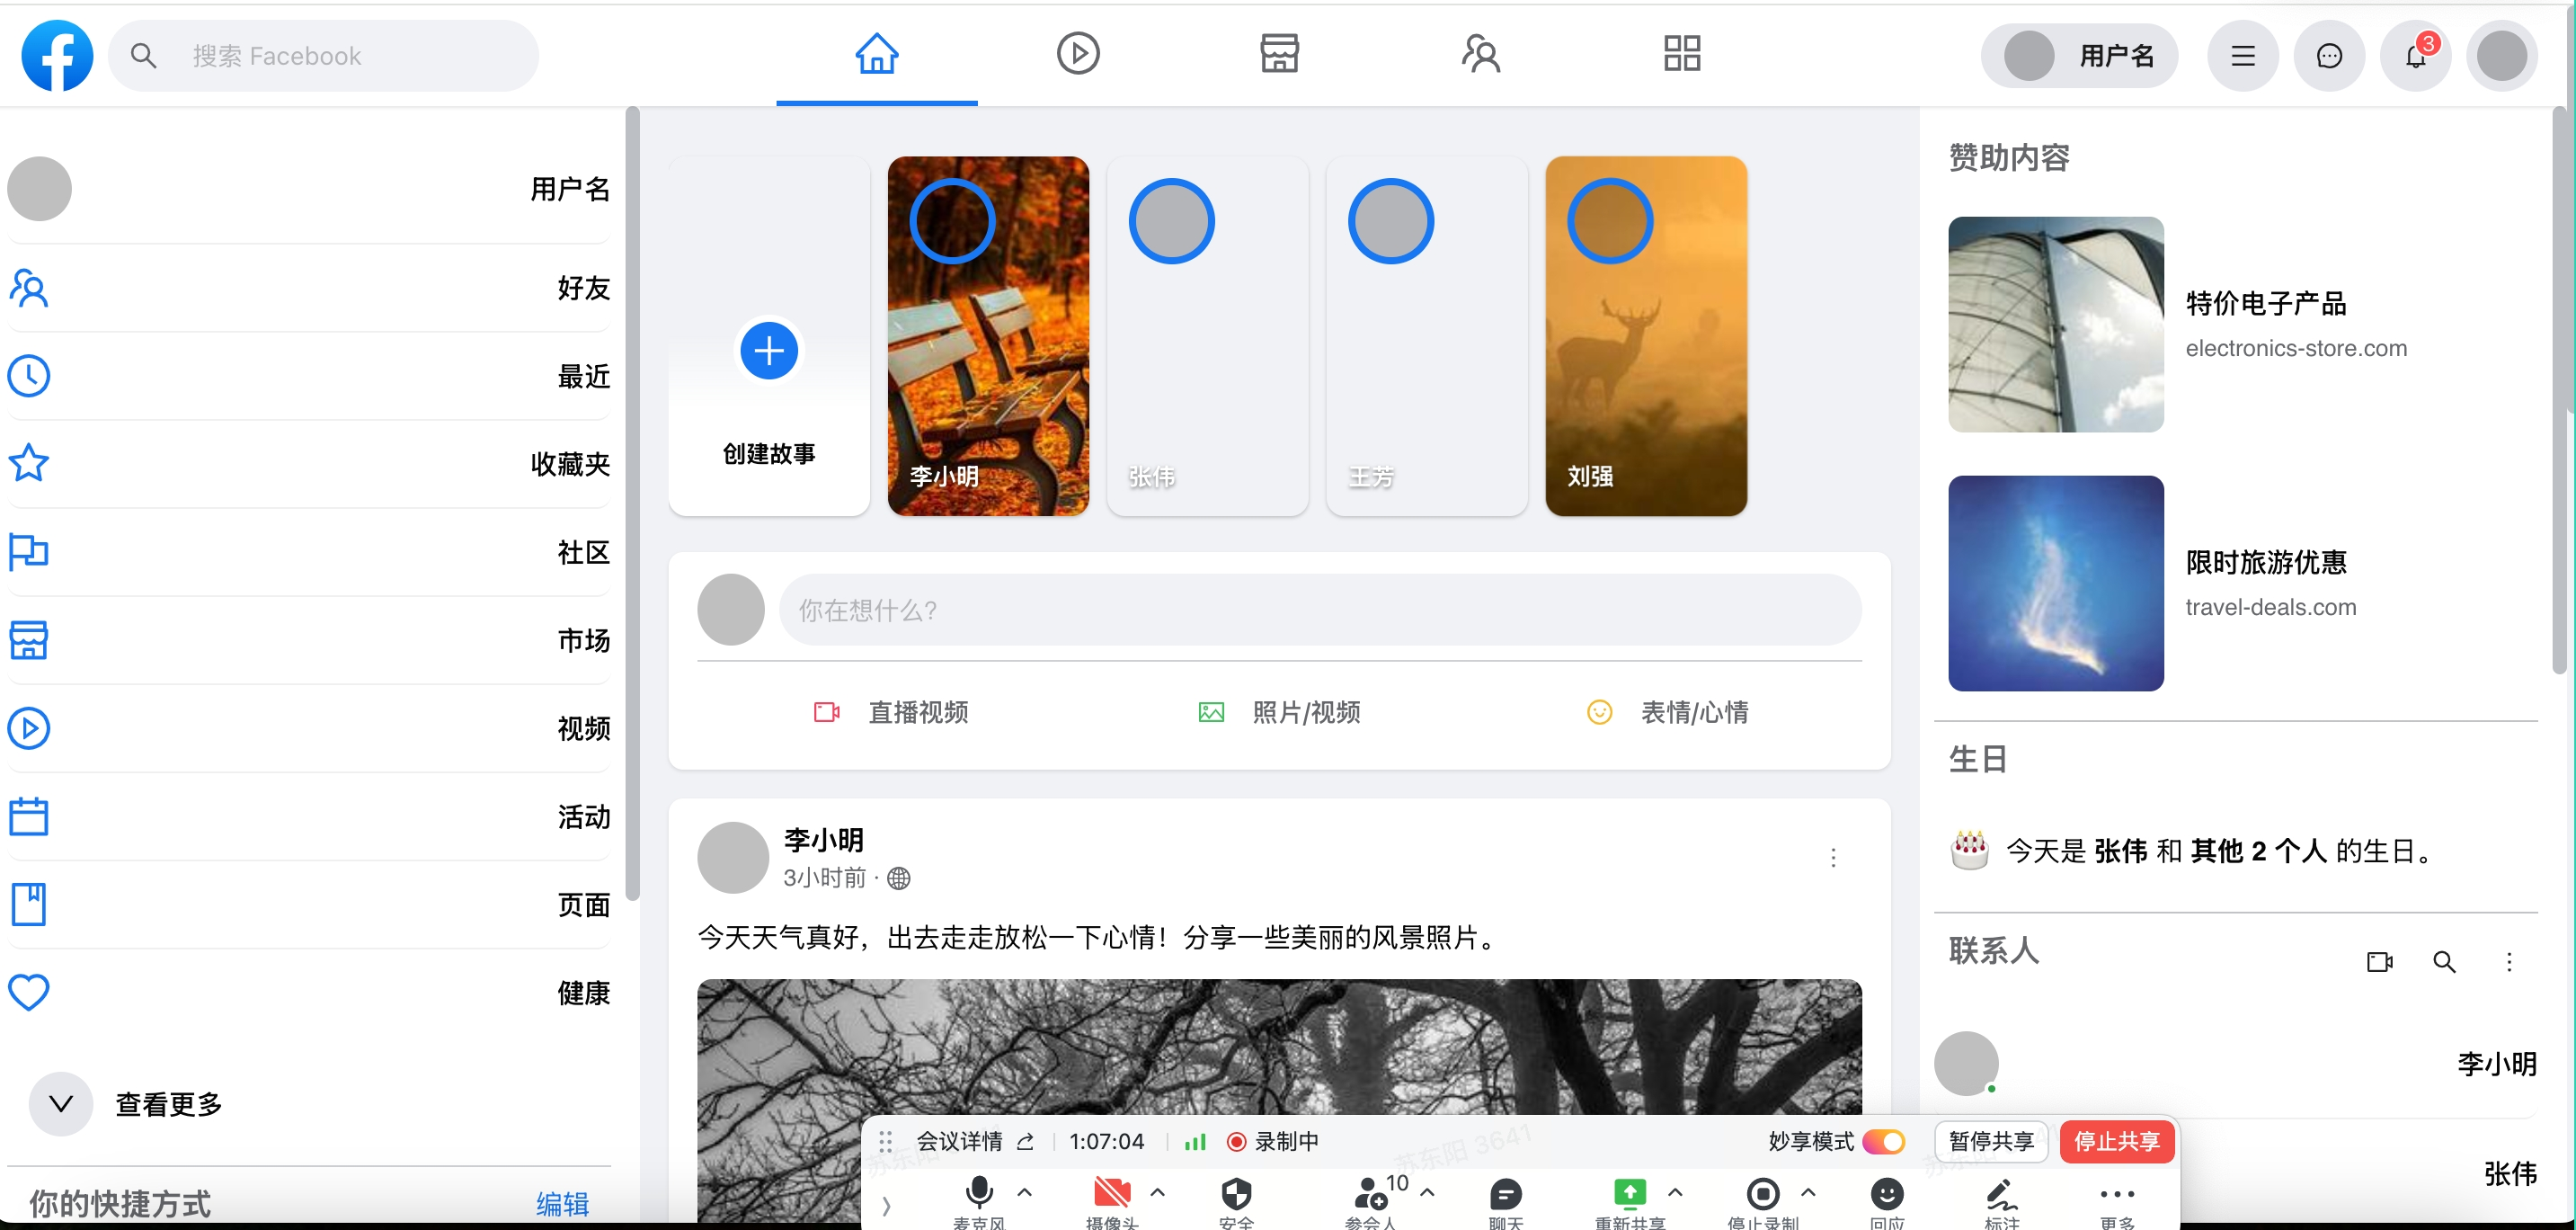 搜索 Facebook
用户名
3
用户名
好友
最近
收藏夹
社区
市场
视频
活动
页面
健康
查看更多
你的快捷方式 编辑
创建故事
李小明
张伟
王芳
刘强
你在想什么?
直播视频 照片/视频 表情/心情
李小明
3小时前 ·
今天天气真好，出去走走放松一下心情！分享一些美丽的风景照片。
赞助内容
特价电子产品
electronics-store.com
限时旅游优惠
travel-deals.com
生日
今天是 张伟 和 其他 2 个人 的生日。
联系人
李小明
张伟
会议详情 1:07:04 录制中 妙享模式 暂停共享 停止共享
10
麦克风 摄像头 安全 参会人 聊天 重新共享 停止录制 回应 标注 更多
苏东阳 3641